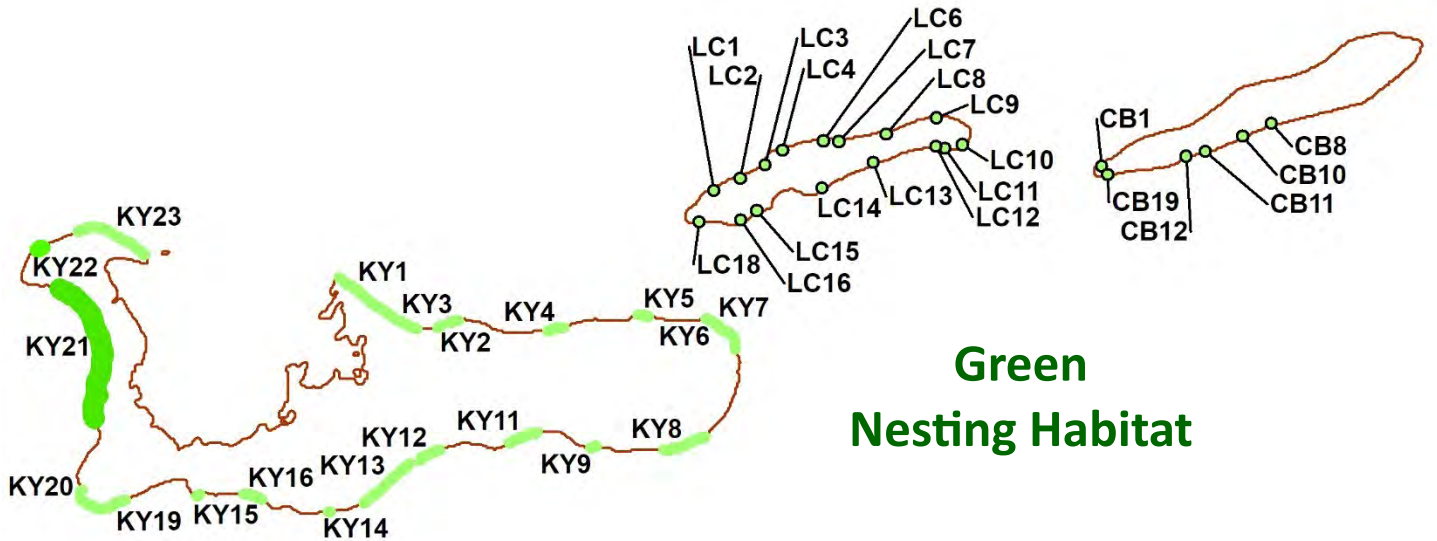 LC6
LC3
LC7
LC1
LC4
LC2
LC8
LC9
LC10
LC11
LC12
LC13
LC14
LC15
LC18
LC16
CB1
CB8
CB10
CB11
CB19
CB12
KY23
KY22
KY1
KY3
KY2
KY4
KY5
KY6
KY7
KY21
KY11
KY12
KY13
KY9
KY8
KY20
KY19
KY15
KY16
KY14
Green
Nesting Habitat